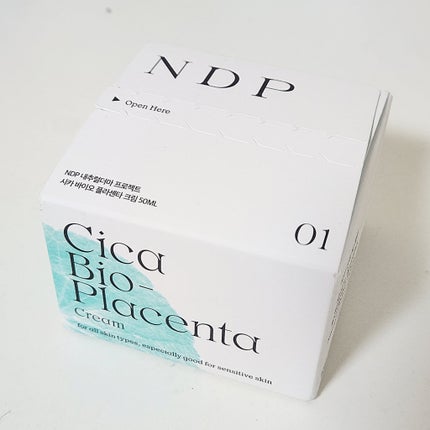 NDP
▶ Open Here
NDP 내추럴더마 프로젝트
시카 바이오 플라센타 크림 50ML
01
Cica
Bio-
Placenta
Cream
for all skin types, especially good for sensitive skin